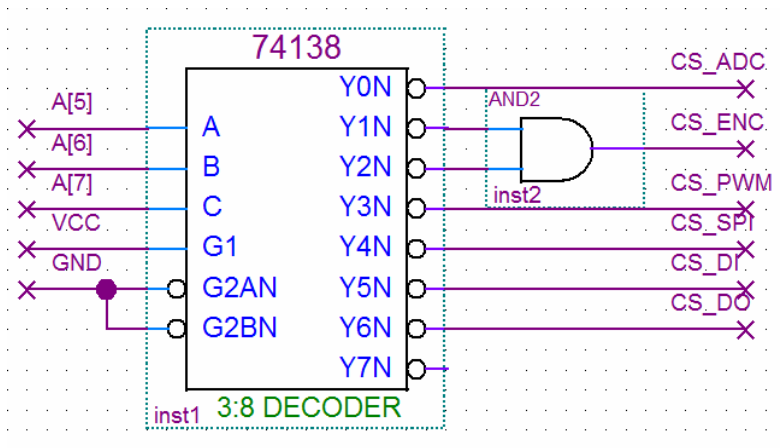 74138
CS_ADC
Y0N
AND2
A[5]
A
Y1N
CS_ENC
A[6]
B
Y2N
A[7]
C
Y3N
inst2
CS_PWM
VCC
G1
Y4N
CS_SPI
GND
G2AN
Y5N
CS_DI
G2BN
Y6N
CS_DO
Y7N
inst1
3:8 DECODER